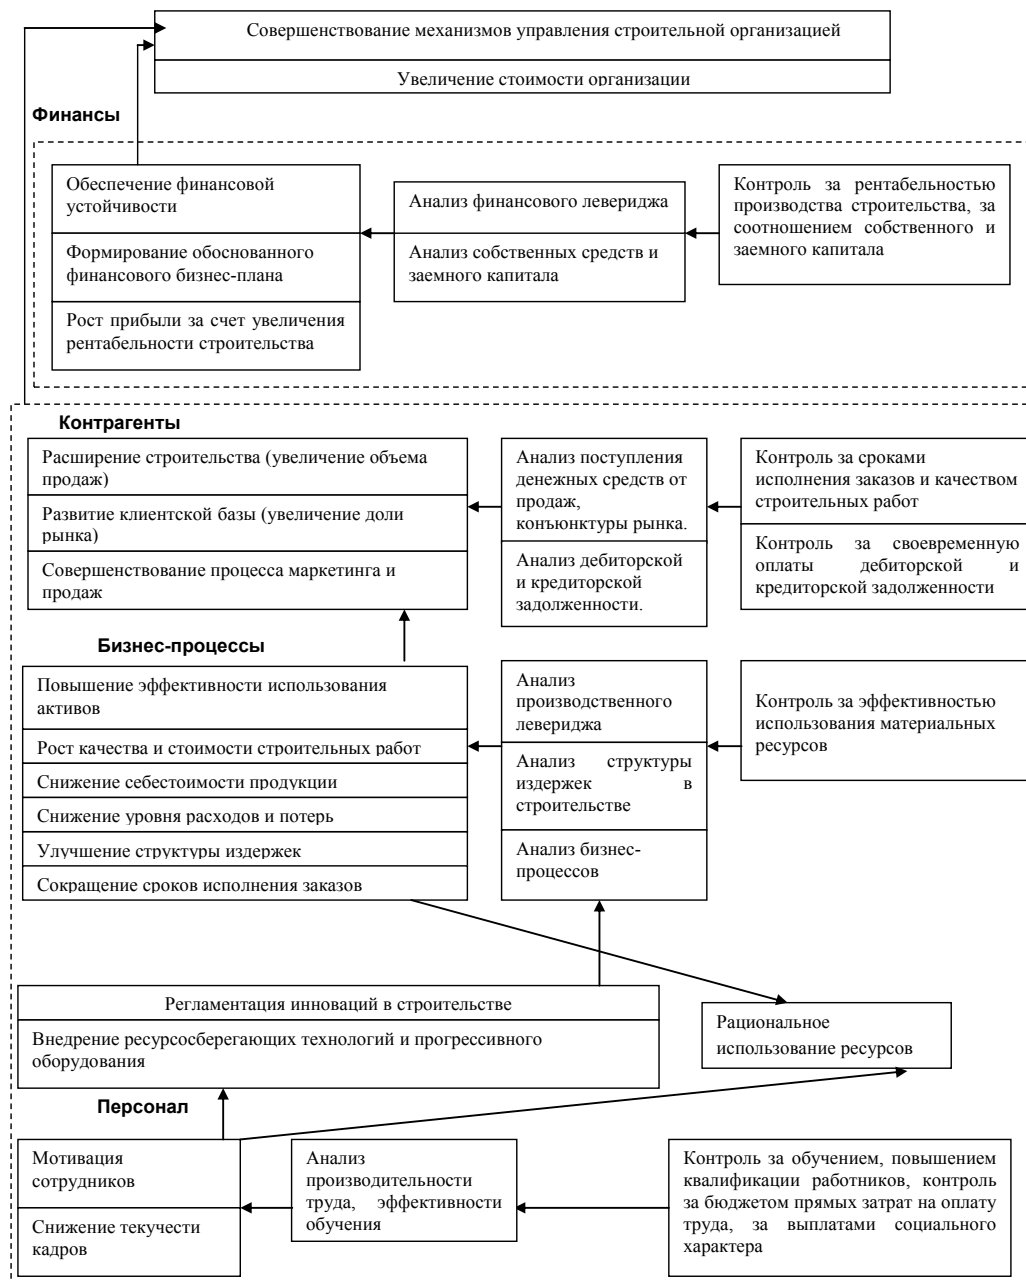 Совершенствование механизмов управления строительной организацией
Увеличение стоимости организации
Финансы
Обеспечение финансовой
устойчивости
Формирование обоснованного
финансового бизнес-плана
Рост прибыли за счет увеличения
рентабельности строительства
Анализ финансового левериджа
Анализ собственных средств и
заемного капитала
Контроль за рентабельностью
производства строительства, за
соотношением собственного и
заемного капитала
Контрагенты
Расширение строительства (увеличение объема
продаж)
Развитие клиентской базы (увеличение доли
рынка)
Совершенствование процесса маркетинга и
продаж
Анализ поступления
денежных средств от
продаж,
конъюнктуры рынка.
Анализ дебиторской
и кредиторской
задолженности.
Контроль за сроками
исполнения заказов и качеством
строительных работ
Контроль за своевременную
оплаты дебиторской и
кредиторской задолженности
Бизнес-процессы
Повышение эффективности использования
активов
Рост качества и стоимости строительных работ
Снижение себестоимости продукции
Снижение уровня расходов и потерь
Улучшение структуры издержек
Сокращение сроков исполнения заказов
Анализ
производственного
левериджа
Анализ структуры
издержек в
строительстве
Анализ бизнес-
процессов
Контроль за эффективностью
использования материальных
ресурсов
Регламентация инноваций в строительстве
Внедрение ресурсосберегающих технологий и прогрессивного
оборудования
Рациональное
использование ресурсов
Персонал
Мотивация
сотрудников
Снижение текучести
кадров
Анализ
производительности
труда, эффективности
обучения
Контроль за обучением, повышением
квалификации работников, контроль
за бюджетом прямых затрат на оплату
труда, за выплатами социального
характера